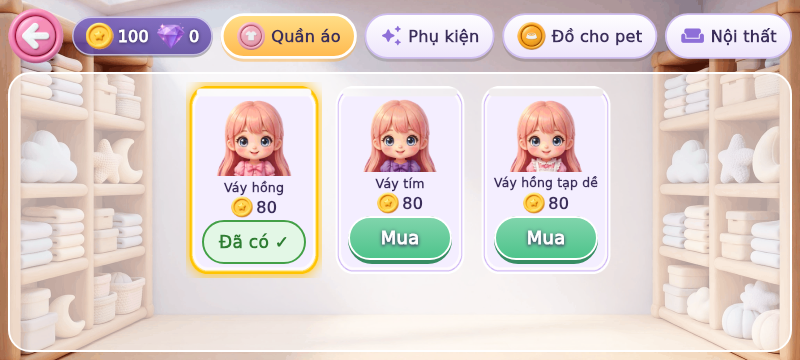 100 0 Quần áo Phụ kiện Đồ cho pet Nội thất
Váy hồng
80
Đã có ✓
Váy tím
80
Mua
Váy hồng tạp dề
80
Mua